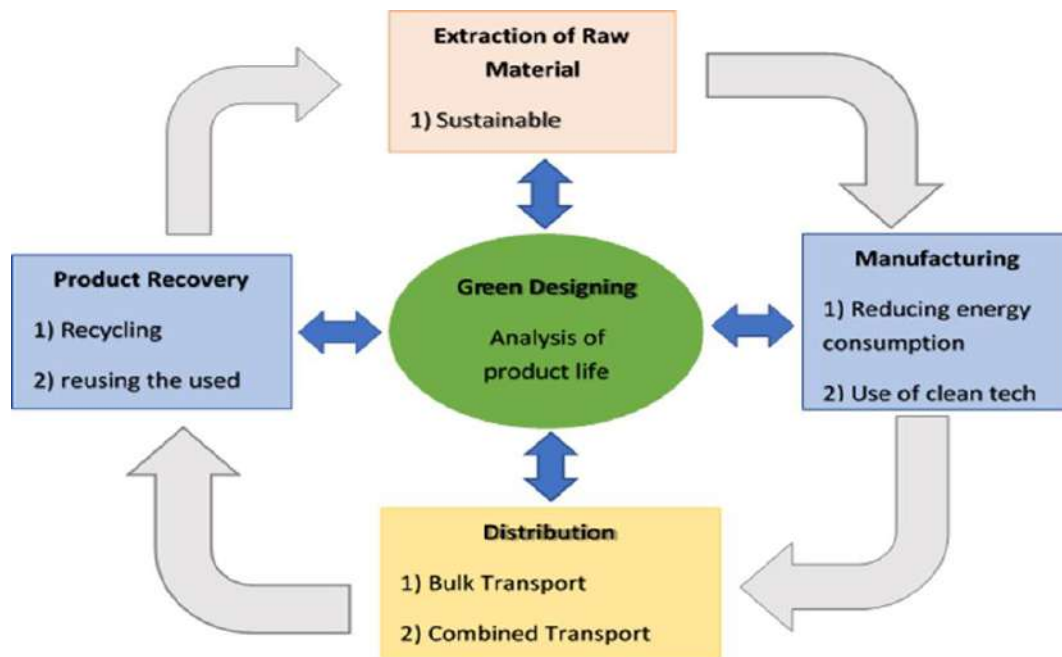 Extraction of Raw
Material
1) Sustainable
Product Recovery
1) Recycling
2) reusing the used
Green Designing
Analysis of
product life
Manufacturing
1) Reducing energy
consumption
2) Use of clean tech
Distribution
1) Bulk Transport
2) Combined Transport